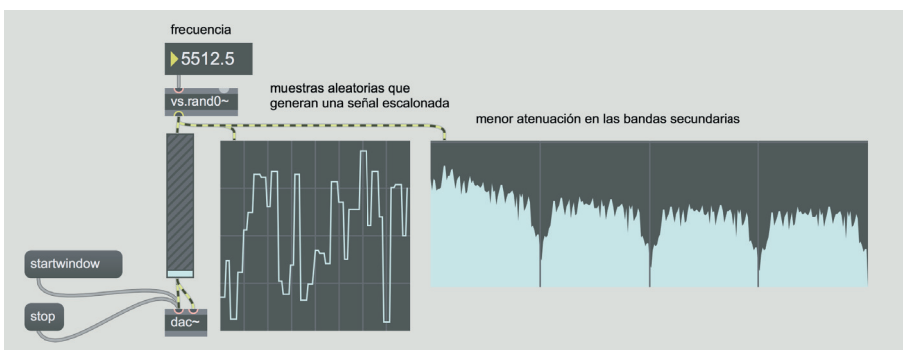 frecuencia
5512.5
vs.rand0~
muestras aleatorias que
generan una señal escalonada
menor atenuación en las bandas secundarias
startwindow
stop
dac~